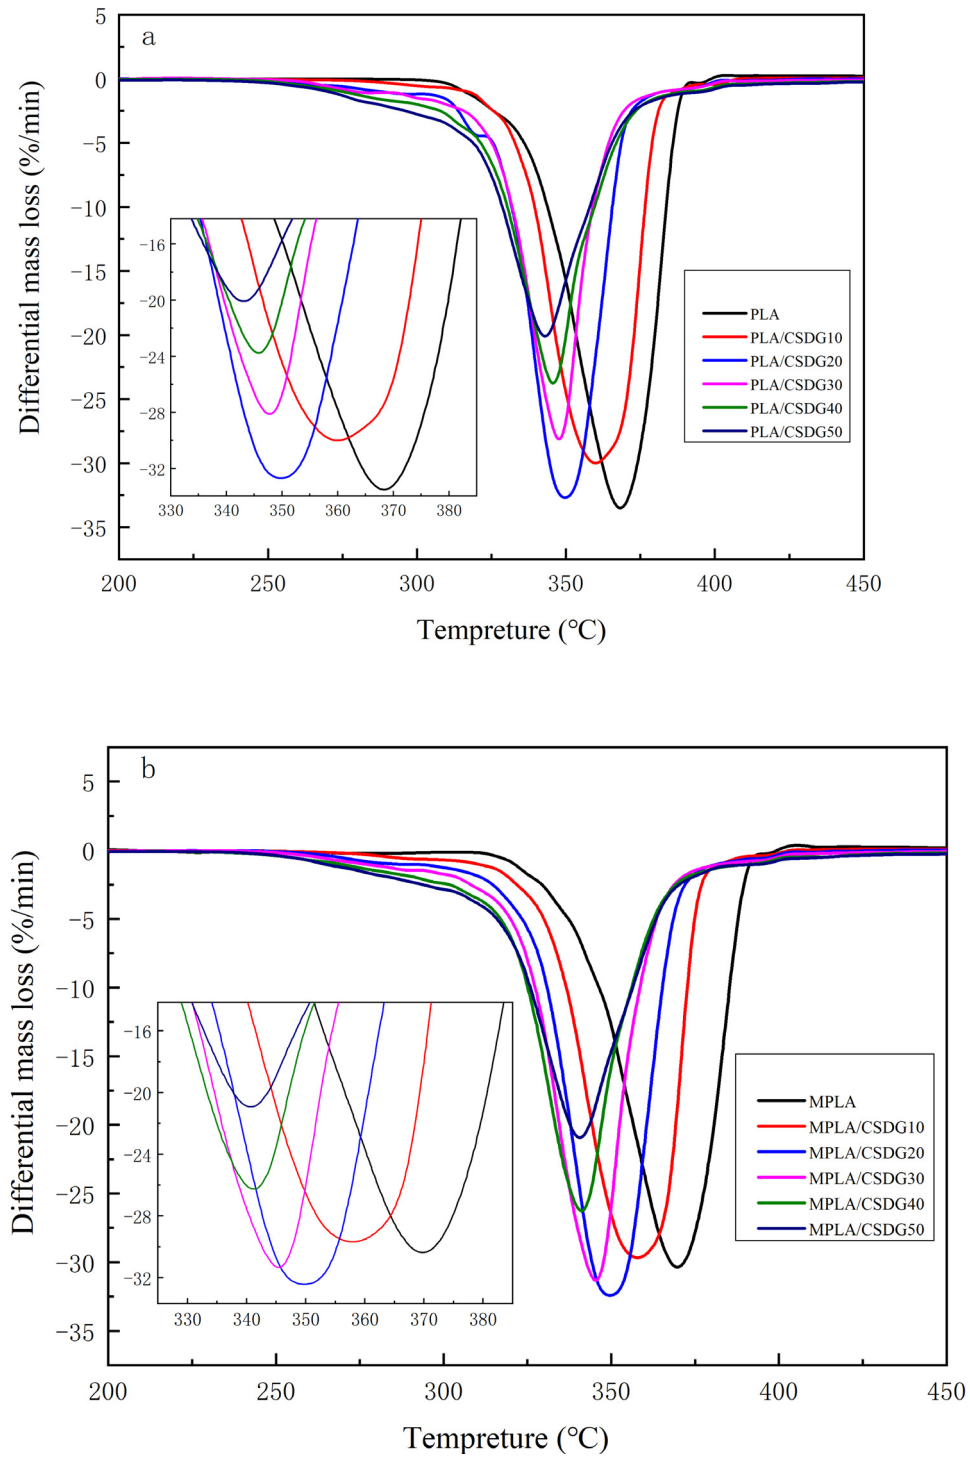 a
5
0
−5
−10
−15
−20
−25
−30
−35
Differential mass loss (%/min)
−16
−20
−24
−28
−32
330 340 350 360 370 380
PLA
PLA/CSDG10
PLA/CSDG20
PLA/CSDG30
PLA/CSDG40
PLA/CSDG50
200 250 300 350 400 450
Tempreture (℃)
b
5
0
−5
−10
−15
−20
−25
−30
−35
Differential mass loss (%/min)
−16
−20
−24
−28
−32
330 340 350 360 370 380
MPLA
MPLA/CSDG10
MPLA/CSDG20
MPLA/CSDG30
MPLA/CSDG40
MPLA/CSDG50
200 250 300 350 400 450
Tempreture (℃)